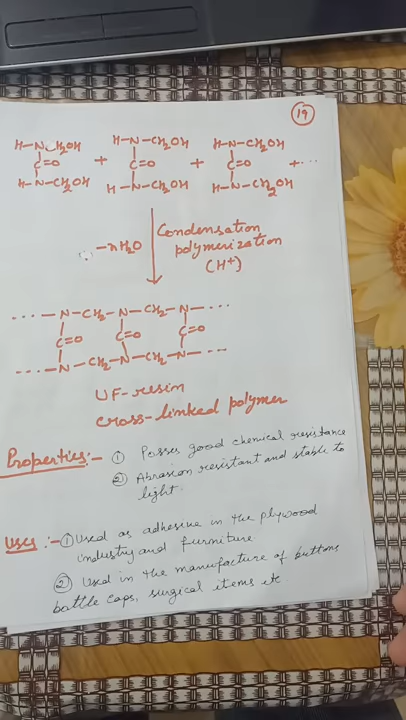 19
H-N-CH2OH H-N-CH2OH H-N-CH2OH
C=O + C=O + C=O +...
H-N-CH2OH H-N-CH2OH H-N-CH2OH
-nH2O Condensation
polymerization
(H+)
...-N-CH2-N-CH2-N-...
C=O C=O C=O
...-N-CH2-N-CH2-N-...
UF-resin
cross-linked polymer
Properties:- ① Posses good chemical resistance
② Abrasion resistant and stable to
light.
Uses:- ① Used as adhesive in the plywood
industry and furniture
② Used in the manufacture of buttons
bottle caps, surgical items etc.